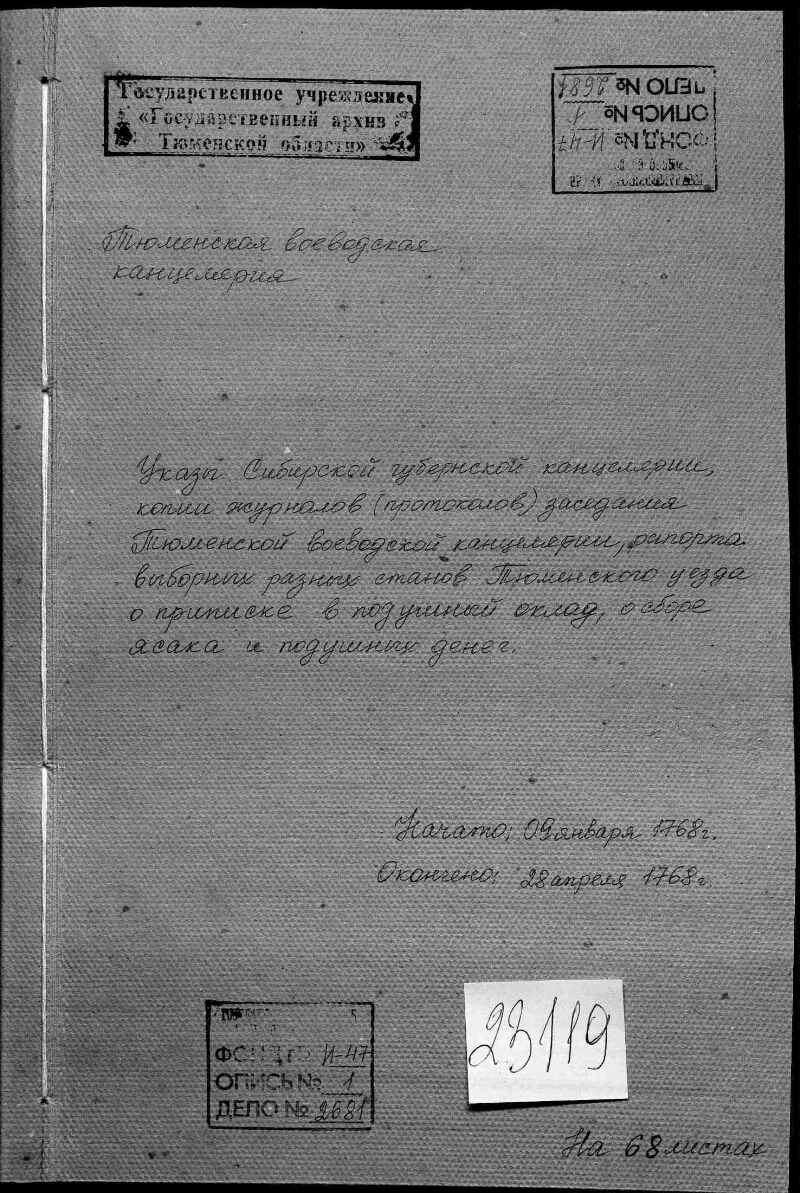 Государственное учреждение
«Государственный архив
Тюменской области»
ДЕЛО № 2681
ОПИСЬ № 1
ФОНД № И-47
Тюменская воеводская
канцелярия
Указы Сибирской губернской канцелярии,
копии журналов (протоколов) заседания
Тюменской воеводской канцелярии, рапорта
выборных разных станов Тюменского уезда
о приписке в подушный оклад, о сборе
ясака и подушных денег.
Начато: 09 января 1768 г.
Окончено: 28 апреля 1768 г.
ФОНД И-47
ОПИСЬ № 1
ДЕЛО № 2681
23119
На 68 листах